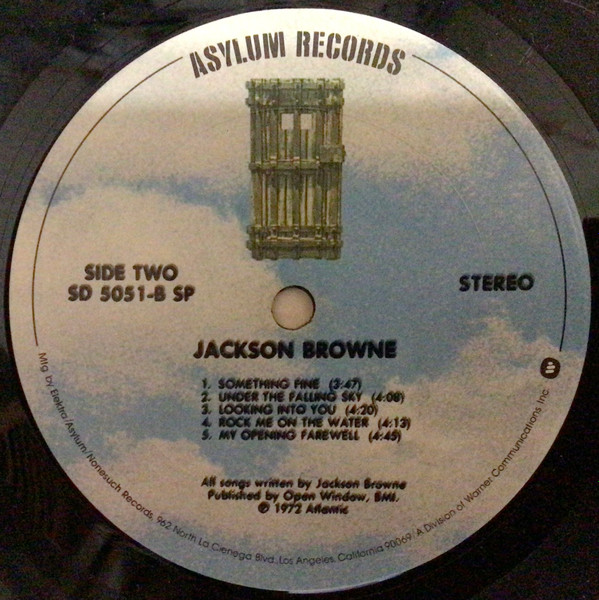 ASYLUM RECORDS
SIDE TWO
SD 5051-B SP
STEREO
JACKSON BROWNE
1. SOMETHING FINE (3:47)
2. UNDER THE FALLING SKY (4:08)
3. LOOKING INTO YOU (4:20)
4. ROCK ME ON THE WATER (4:13)
5. MY OPENING FAREWELL (4:45)
All songs written by Jackson Browne
Published by Open Window, BMI.
© 1972 Atlantic
Mfg. by Elektra/Asylum/Nonesuch Records, 962 North La Cienega Blvd., Los Angeles, California 90069/A Division of Warner Communications Inc.